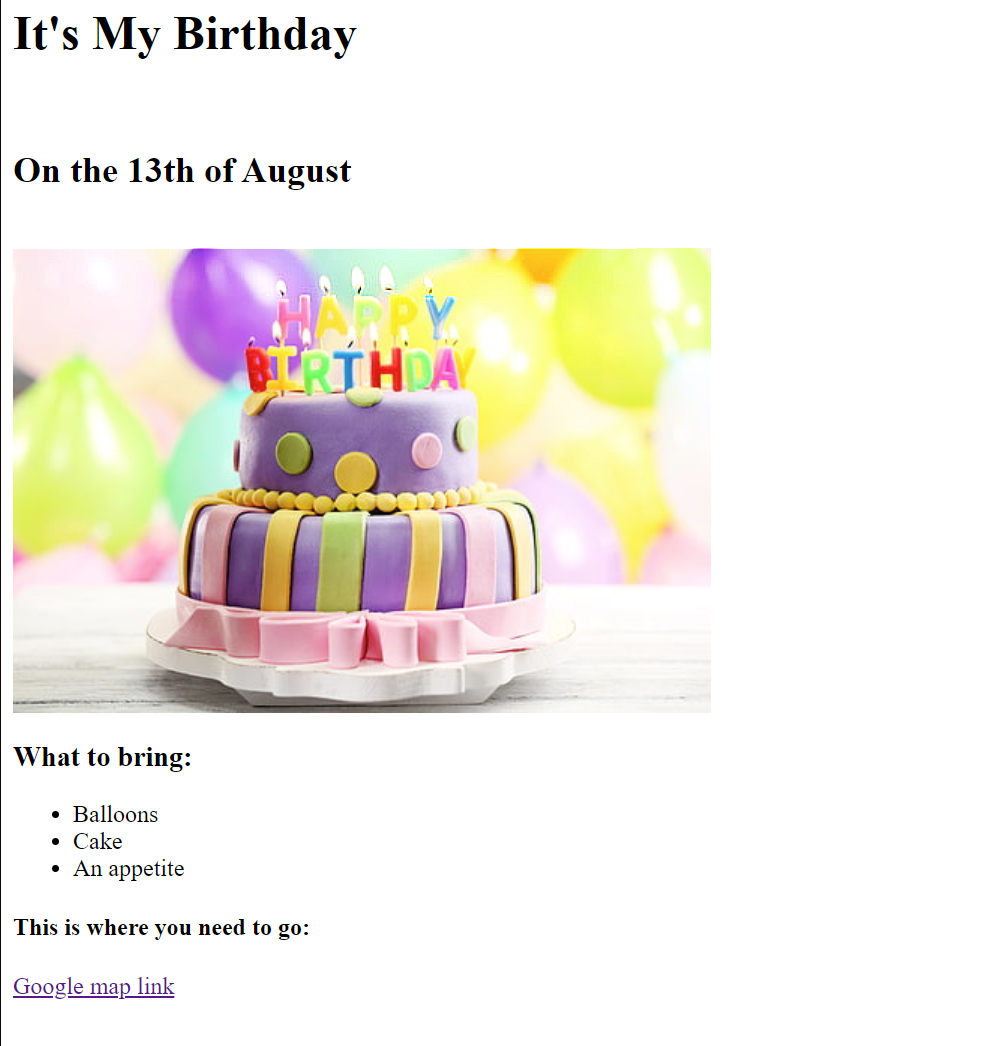 It's My Birthday
On the 13th of August
HAPPY
BIRTHDAY
What to bring:
Balloons
Cake
An appetite
This is where you need to go:
Google map link